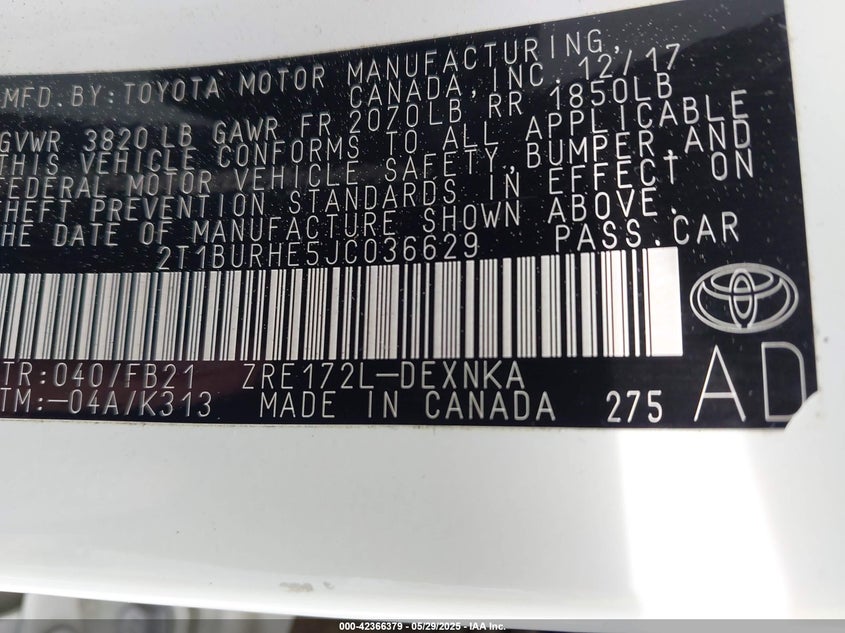 MFD. BY: TOYOTA MOTOR MANUFACTURING,
CANADA, INC. 12/17
GVWR 3820 LB GAWR FR 2070LB RR 1850LB
THIS VEHICLE CONFORMS TO ALL APPLICABLE
FEDERAL MOTOR VEHICLE SAFETY, BUMPER, AND
THEFT PREVENTION STANDARDS IN EFFECT ON
THE DATE OF MANUFACTURE SHOWN ABOVE.
2T1BURHE5JC036629 PASS. CAR
TR:040/FB21 ZRE172L-DEXNKA
TM:-04A/K313 MADE IN CANADA 275 AD
000-42366379 - 05/29/2025 - IAA Inc.